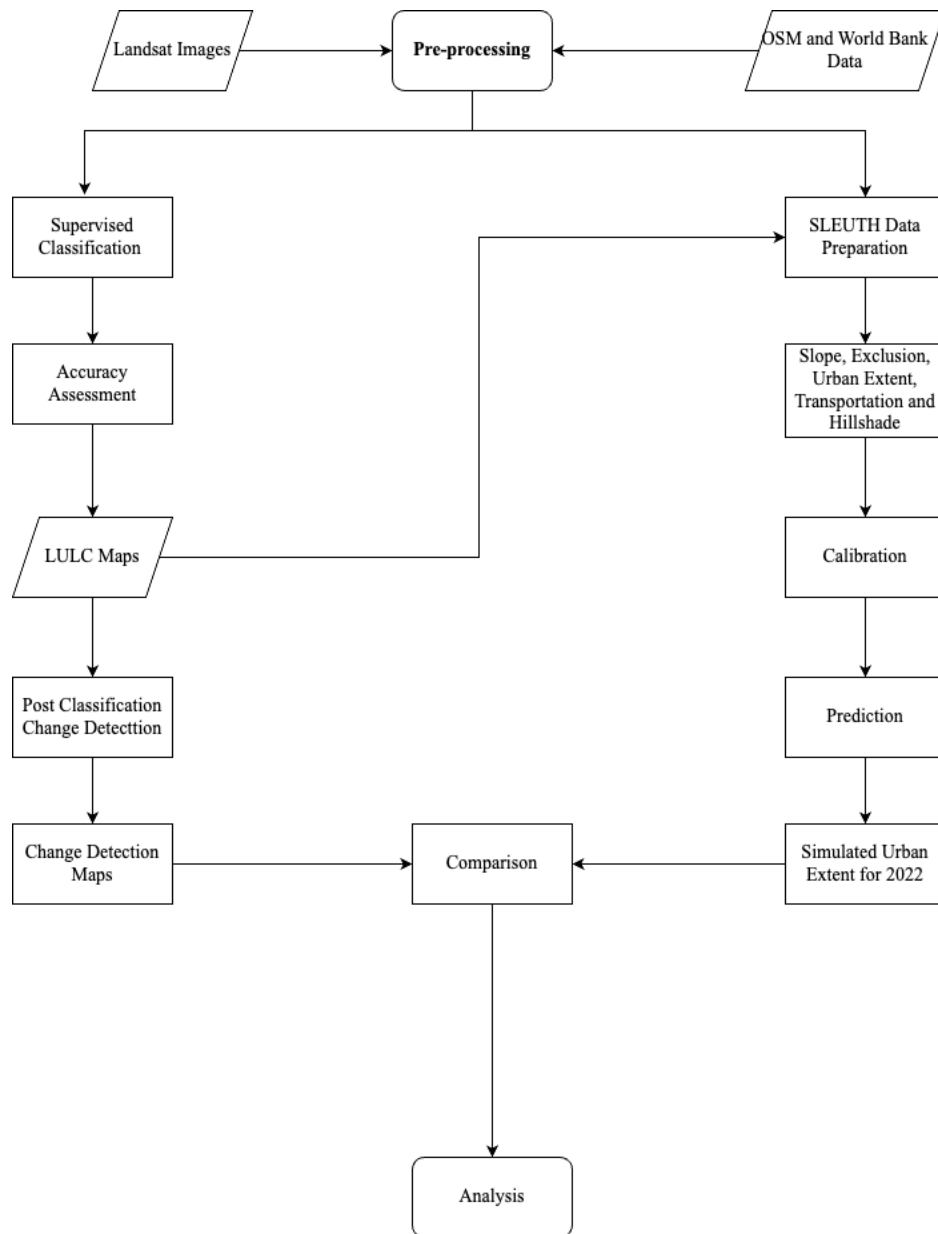 Landsat Images
Pre-processing
OSM and World Bank
Data
Supervised
Classification
SLEUTH Data
Preparation
Accuracy
Assessment
Slope, Exclusion,
Urban Extent,
Transportation and
Hillshade
LULC Maps
Calibration
Post Classification
Change Detecttion
Prediction
Change Detection
Maps
Comparison
Simulated Urban
Extent for 2022
Analysis